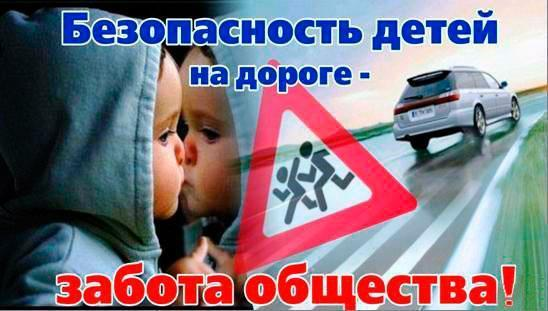 Безопасность детей
на дороге -
забота общества!